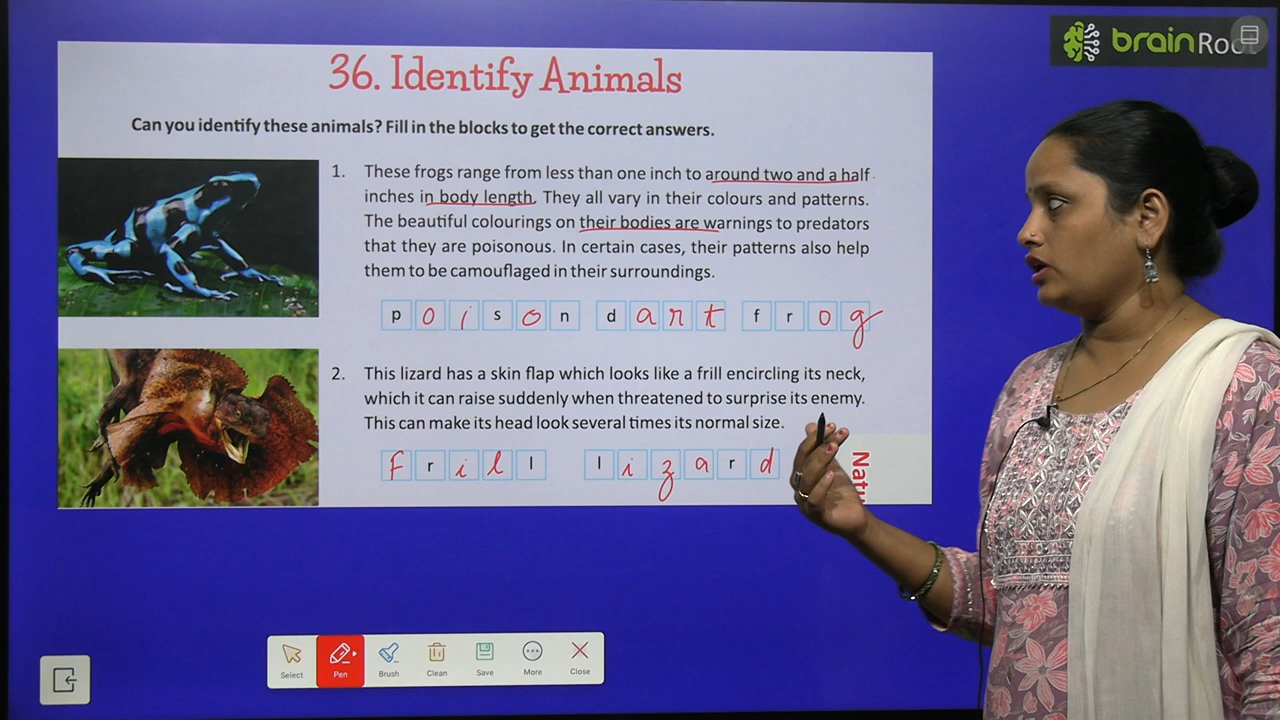 brainRoot
36. Identify Animals
Can you identify these animals? Fill in the blocks to get the correct answers.
1. These frogs range from less than one inch to around two and a half
inches in body length. They all vary in their colours and patterns.
The beautiful colourings on their bodies are warnings to predators
that they are poisonous. In certain cases, their patterns also help
them to be camouflaged in their surroundings.
poison dart frog
2. This lizard has a skin flap which looks like a frill encircling its neck,
which it can raise suddenly when threatened to surprise its enemy.
This can make its head look several times its normal size.
frill lizard
Natu
Select Pen Brush Clean Save More Close